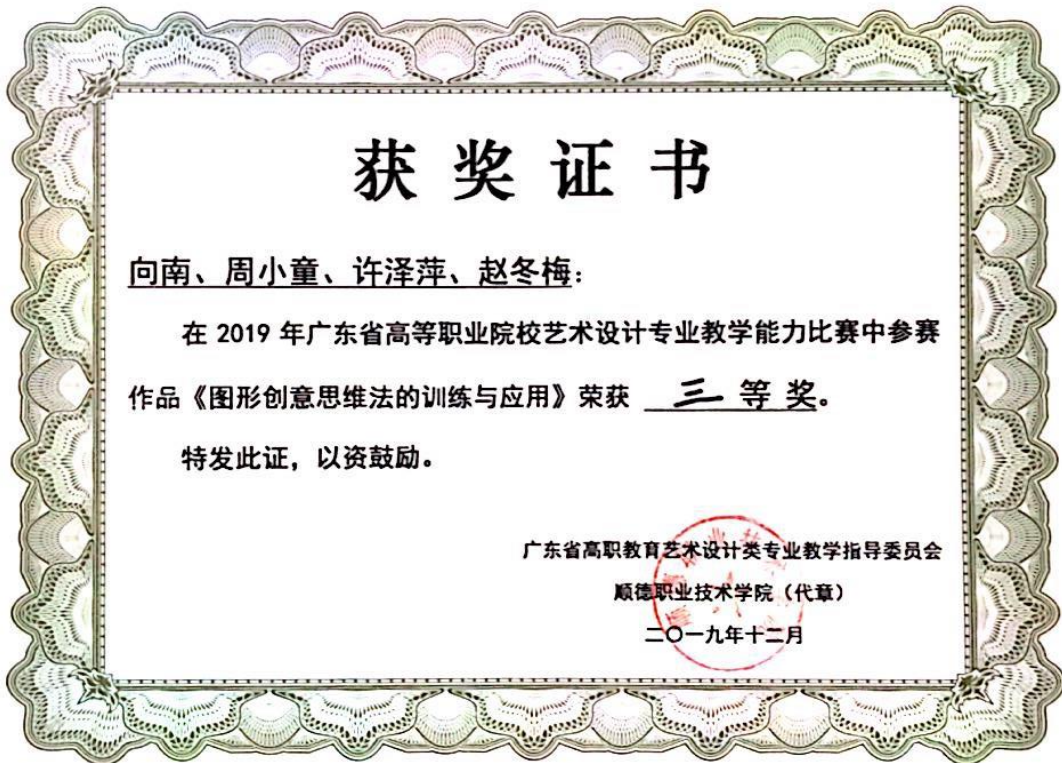 获奖证书
向南、周小童、许泽萍、赵冬梅：
在 2019 年广东省高等职业院校艺术设计专业教学能力比赛中参赛
作品《图形创意思维法的训练与应用》荣获 三等奖。
特发此证，以资鼓励。
广东省高职教育艺术设计类专业教学指导委员会
顺德职业技术学院（代章）
二〇一九年十二月